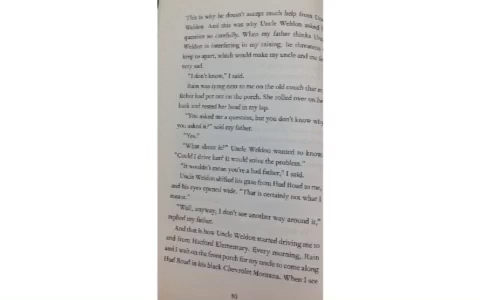 This is why he doesn't accept much help from Uncle
Weldon. And this was why Uncle Weldon asked
question so carefully. When my father thinks Uncle
Weldon is interfering in my raising, he threatens
keep us apart, which would make my uncle and me
very sad.
"I don't know," I said.
Rain was lying next to me on the old couch that my
father had put out on the porch. She rolled over on her
back and rested her head in my lap.
"You asked me a question, but you don't know why
you asked it?" said my father.
"Yes."
"What about it?" Uncle Weldon wanted to know.
"Could I drive her? It would solve the problem."
"It wouldn't mean you're a bad father," I said.
Uncle Weldon shifted his gaze from Hud Road to me,
and his eyes opened wide. "That is certainly not what I
meant."
"Well, anyway, I don't see another way around it,"
replied my father.
And that is how Uncle Weldon started driving me to
and from Hatford Elementary. Every morning, Rain
and I wait on the front porch for my uncle to come along
Hud Road in his black Chevrolet Montana. When I see